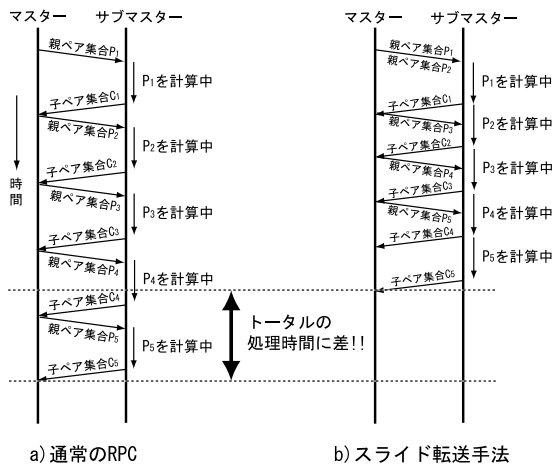 マスター
サブマスター
親ペア集合P1
P1を計算中
子ペア集合C1
親ペア集合P2
P2を計算中
子ペア集合C2
親ペア集合P3
P3を計算中
子ペア集合C3
親ペア集合P4
P4を計算中
子ペア集合C4
親ペア集合P5
P5を計算中
子ペア集合C5
時間
a)通常のRPC
トータルの
処理時間に差!!
マスター
サブマスター
親ペア集合P1
親ペア集合P2
P1を計算中
子ペア集合C1
親ペア集合P3
P2を計算中
子ペア集合C2
親ペア集合P4
P3を計算中
子ペア集合C3
親ペア集合P5
P4を計算中
子ペア集合C4
P5を計算中
子ペア集合C5
b)スライド転送手法